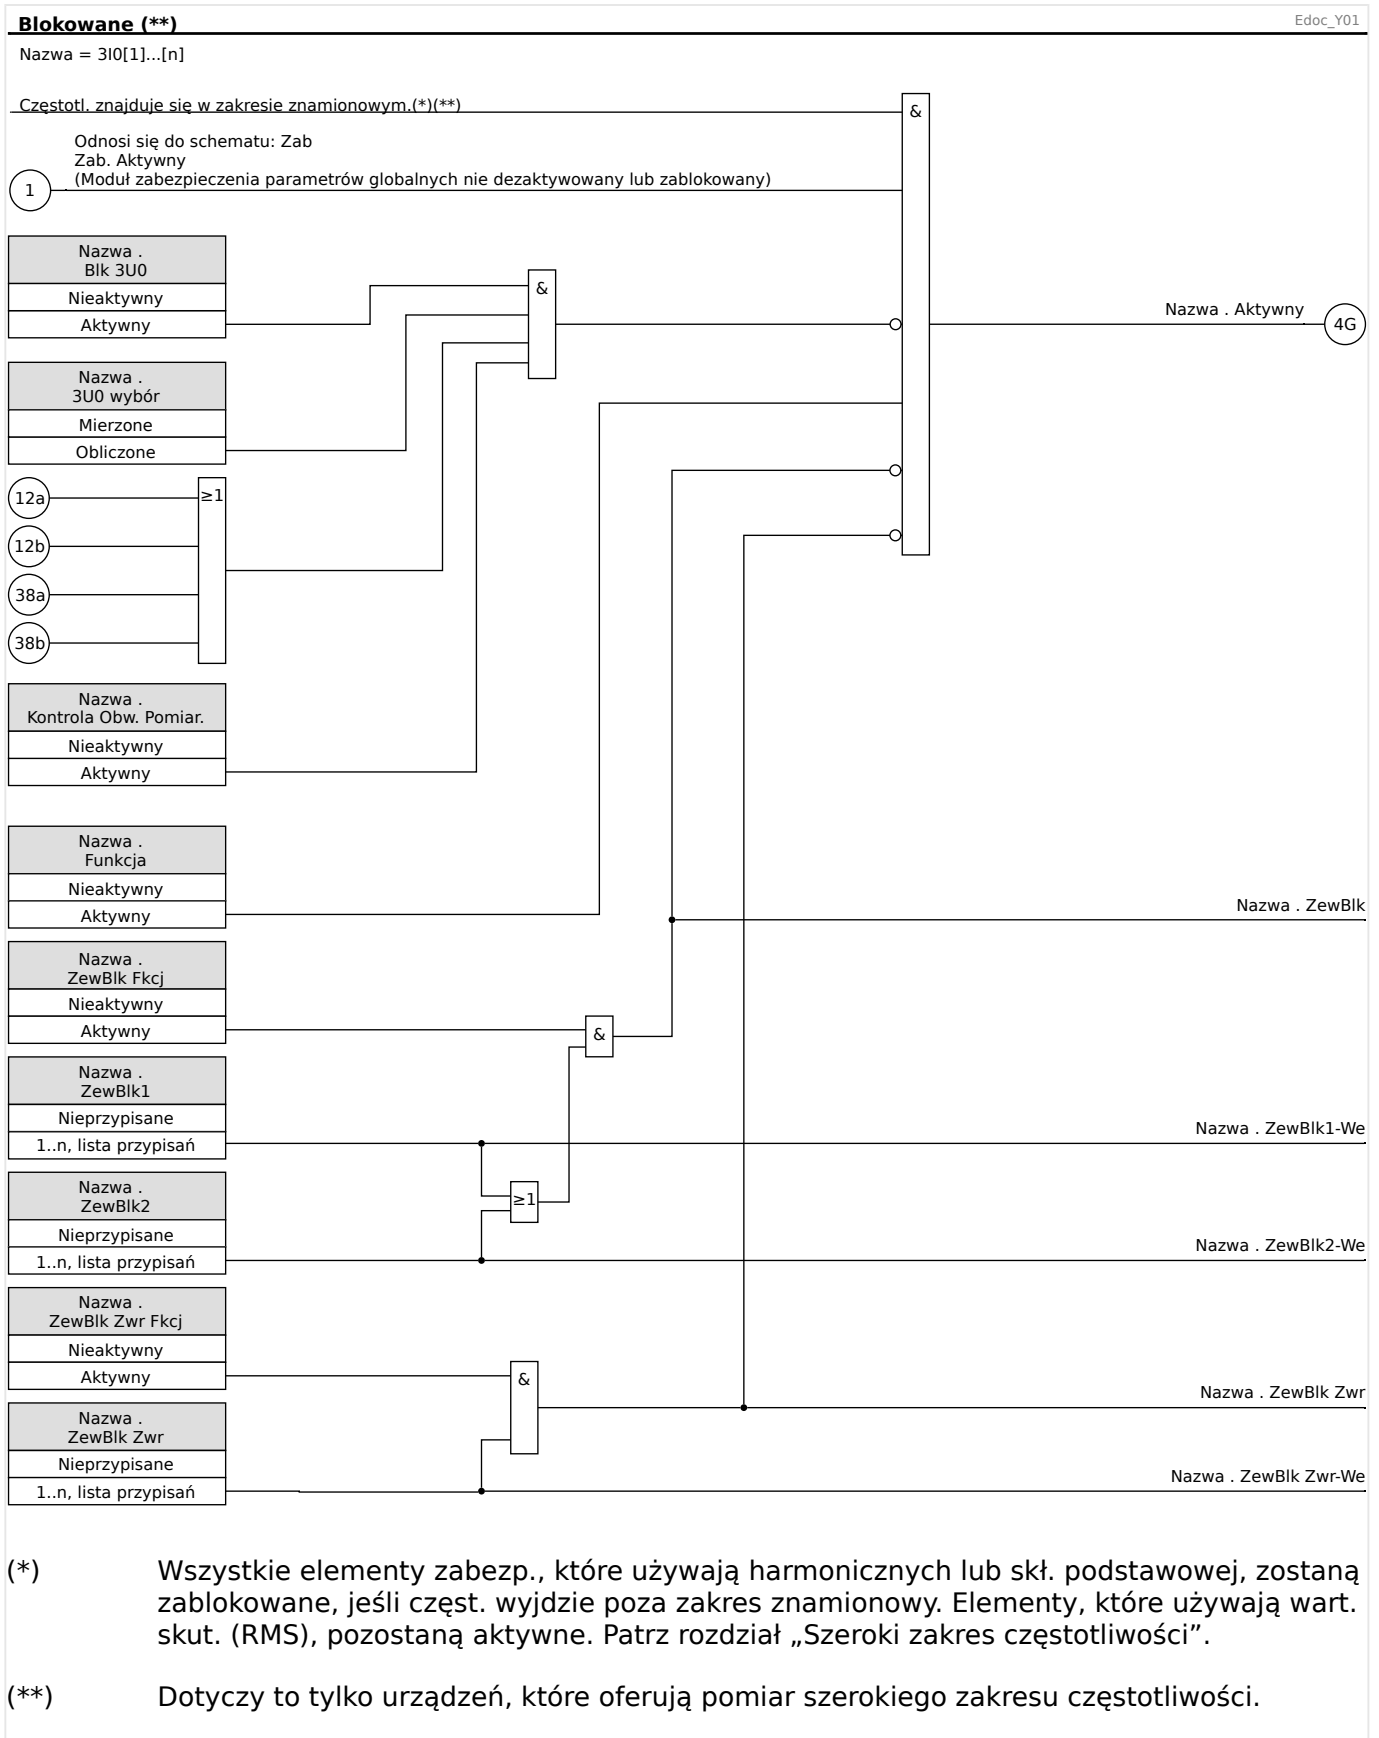 Blokowane (**)
Edoc_Y01
Nazwa = 3I0[1]...[n]
Częstotl. znajduje się w zakresie znamionowym.(*)(**)
&
Odnosi się do schematu: Zab
Zab. Aktywny
(Moduł zabezpieczenia parametrów globalnych nie dezaktywowany lub zablokowany)
1
Nazwa .
Blk 3U0
Nieaktywny
Aktywny
&
Nazwa . Aktywny
4G
Nazwa .
3U0 wybór
Mierzone
Obliczone
12a
≥1
12b
38a
38b
Nazwa .
Kontrola Obw. Pomiar.
Nieaktywny
Aktywny
Nazwa .
Funkcja
Nieaktywny
Aktywny
Nazwa . ZewBlk
Nazwa .
ZewBlk Fkcj
Nieaktywny
Aktywny
&
Nazwa .
ZewBlk1
Nieprzypisane
1..n, lista przypisań
Nazwa . ZewBlk1-We
Nazwa .
ZewBlk2
≥1
Nieprzypisane
1..n, lista przypisań
Nazwa . ZewBlk2-We
Nazwa .
ZewBlk Zwr Fkcj
Nieaktywny
Aktywny
&
Nazwa . ZewBlk Zwr
Nazwa .
ZewBlk Zwr
Nieprzypisane
1..n, lista przypisań
Nazwa . ZewBlk Zwr-We
(*) Wszystkie elementy zabezp., które używają harmonicznych lub skł. podstawowej, zostaną
zablokowane, jeśli częst. wyjdzie poza zakres znamionowy. Elementy, które używają wart.
skut. (RMS), pozostaną aktywne. Patrz rozdział „Szeroki zakres częstotliwości”.
(**) Dotyczy to tylko urządzeń, które oferują pomiar szerokiego zakresu częstotliwości.